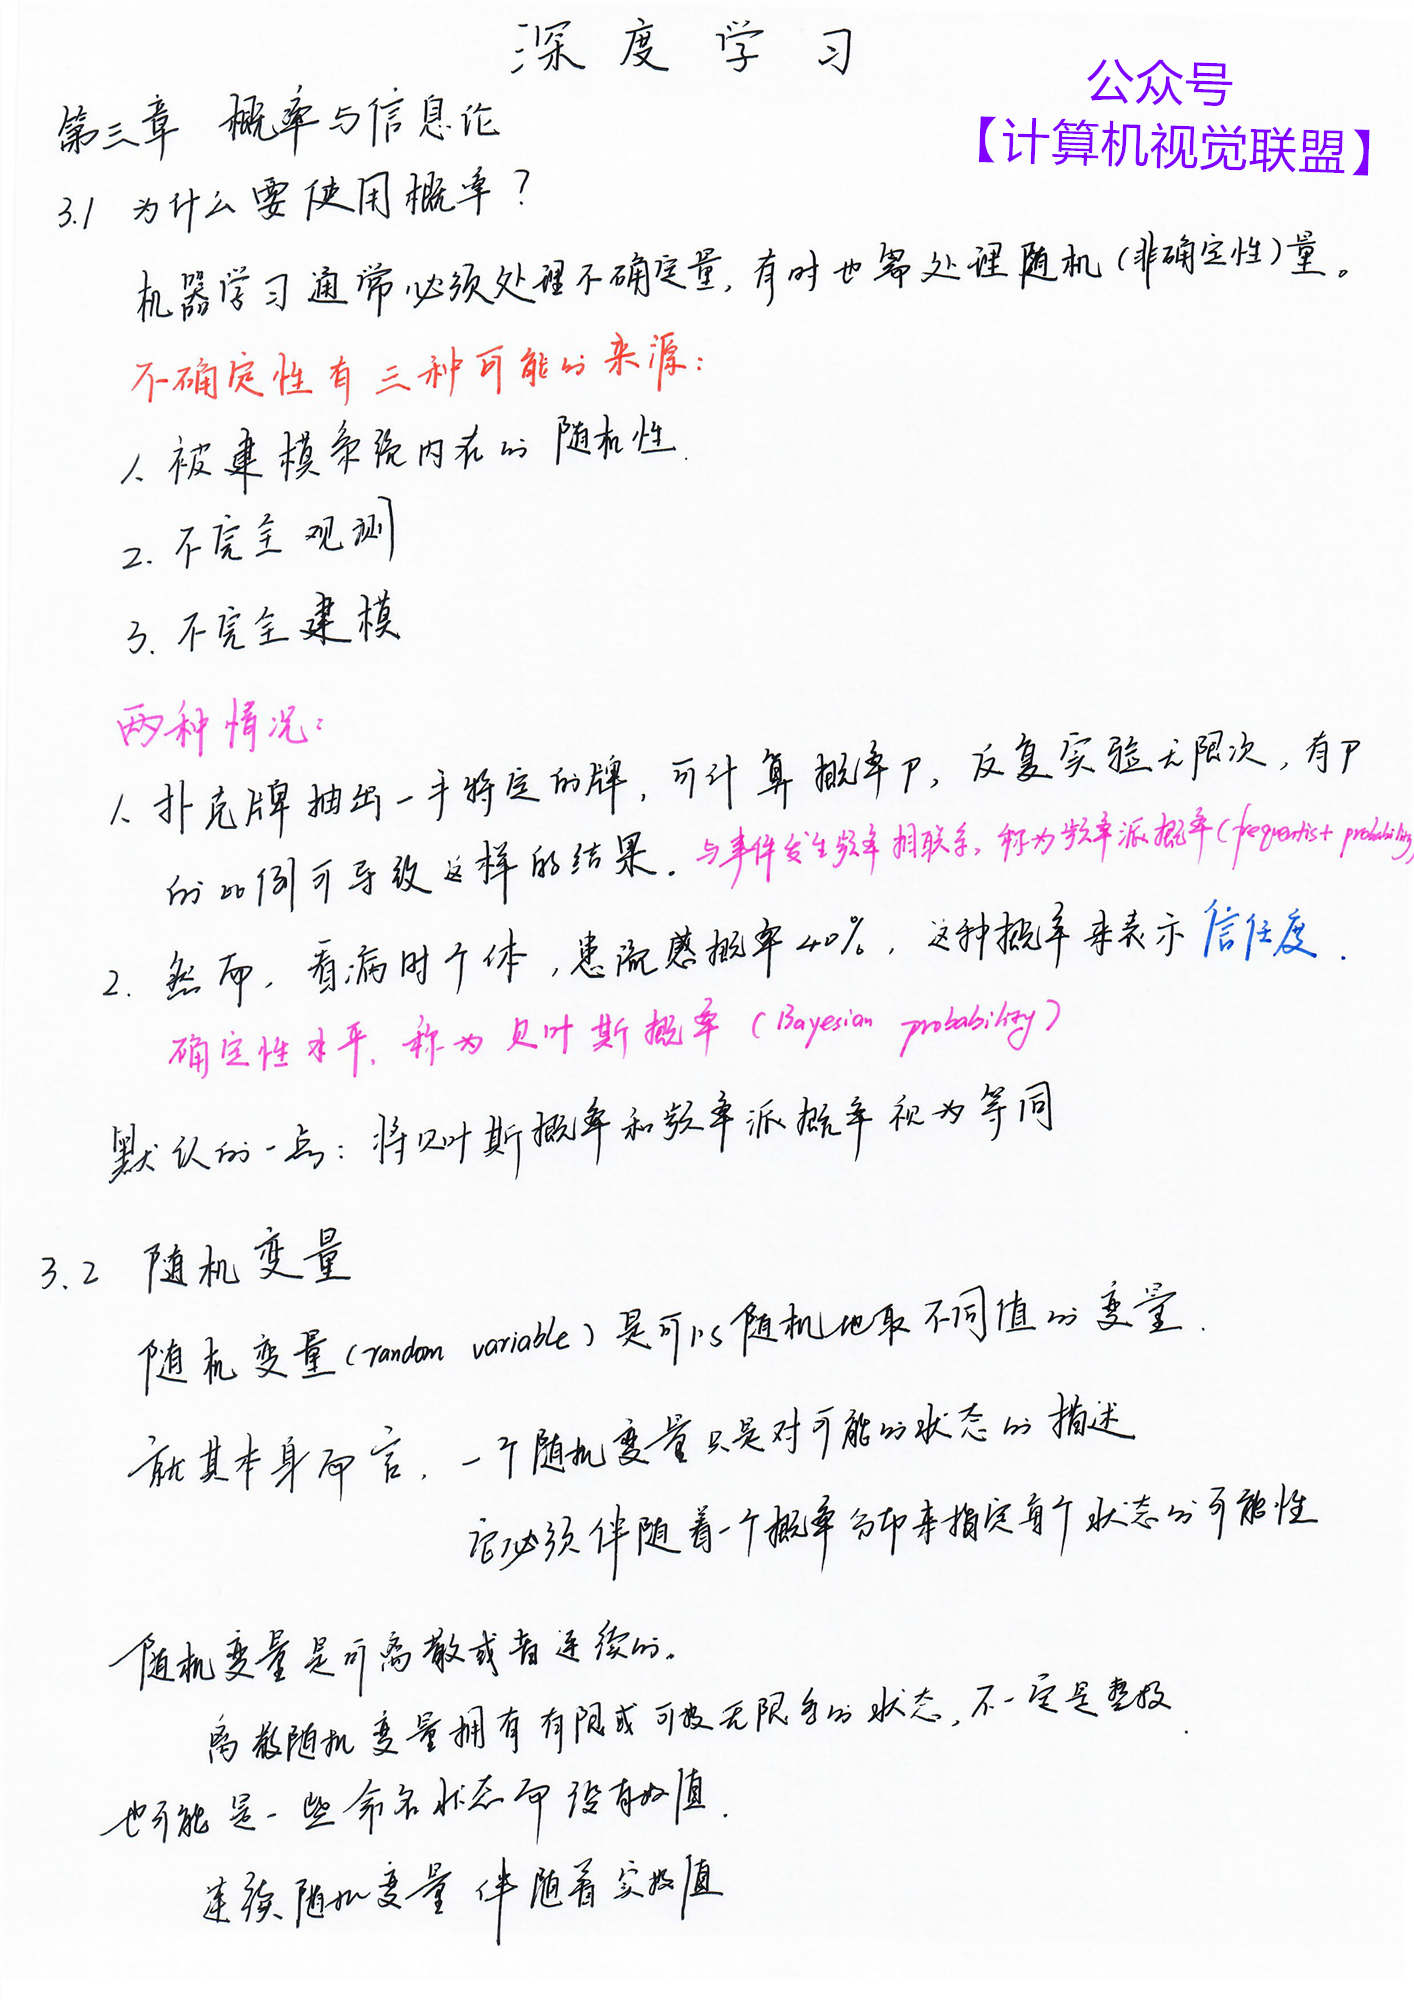 深度学习
公众号
【计算机视觉联盟】
第三章 概率与信息论
3.1 为什么要使用概率？
机器学习通常必须处理不确定量，有时也需处理随机（非确定性）量。
不确定性有三种可能的来源：
1. 被建模系统内在的随机性.
2. 不完全观测
3. 不完全建模
两种情况：
1. 扑克牌抽出一手特定的牌，可计算概率P，反复实验无限次，有P
的比例可导致这样的结果。与事件发生频率相联系，称为频率派概率（frequentist probability)
2. 然而，看病时个体，患流感概率40%，这种概率来表示信任度.
确定性水平，称为贝叶斯概率（Bayesian probability）
默认的一点：将贝叶斯概率和频率派概率视为等同
3.2 随机变量
随机变量（random variable）是可以随机地取不同值的变量.
就其本身而言，一个随机变量只是对可能的状态的描述
它必须伴随着一个概率分布来指定每个状态的可能性
随机变量是可离散或者连续的。
离散随机变量拥有有限或可数无限多的状态，不一定是整数.
也可能是一些命名状态而没有数值.
连续随机变量伴随着实数值